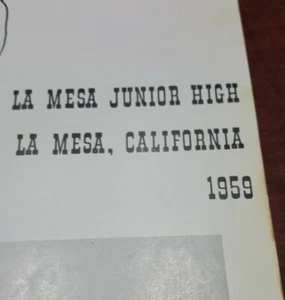 LA MESA JUNIOR HIGH
LA MESA, CALIFORNIA
1959